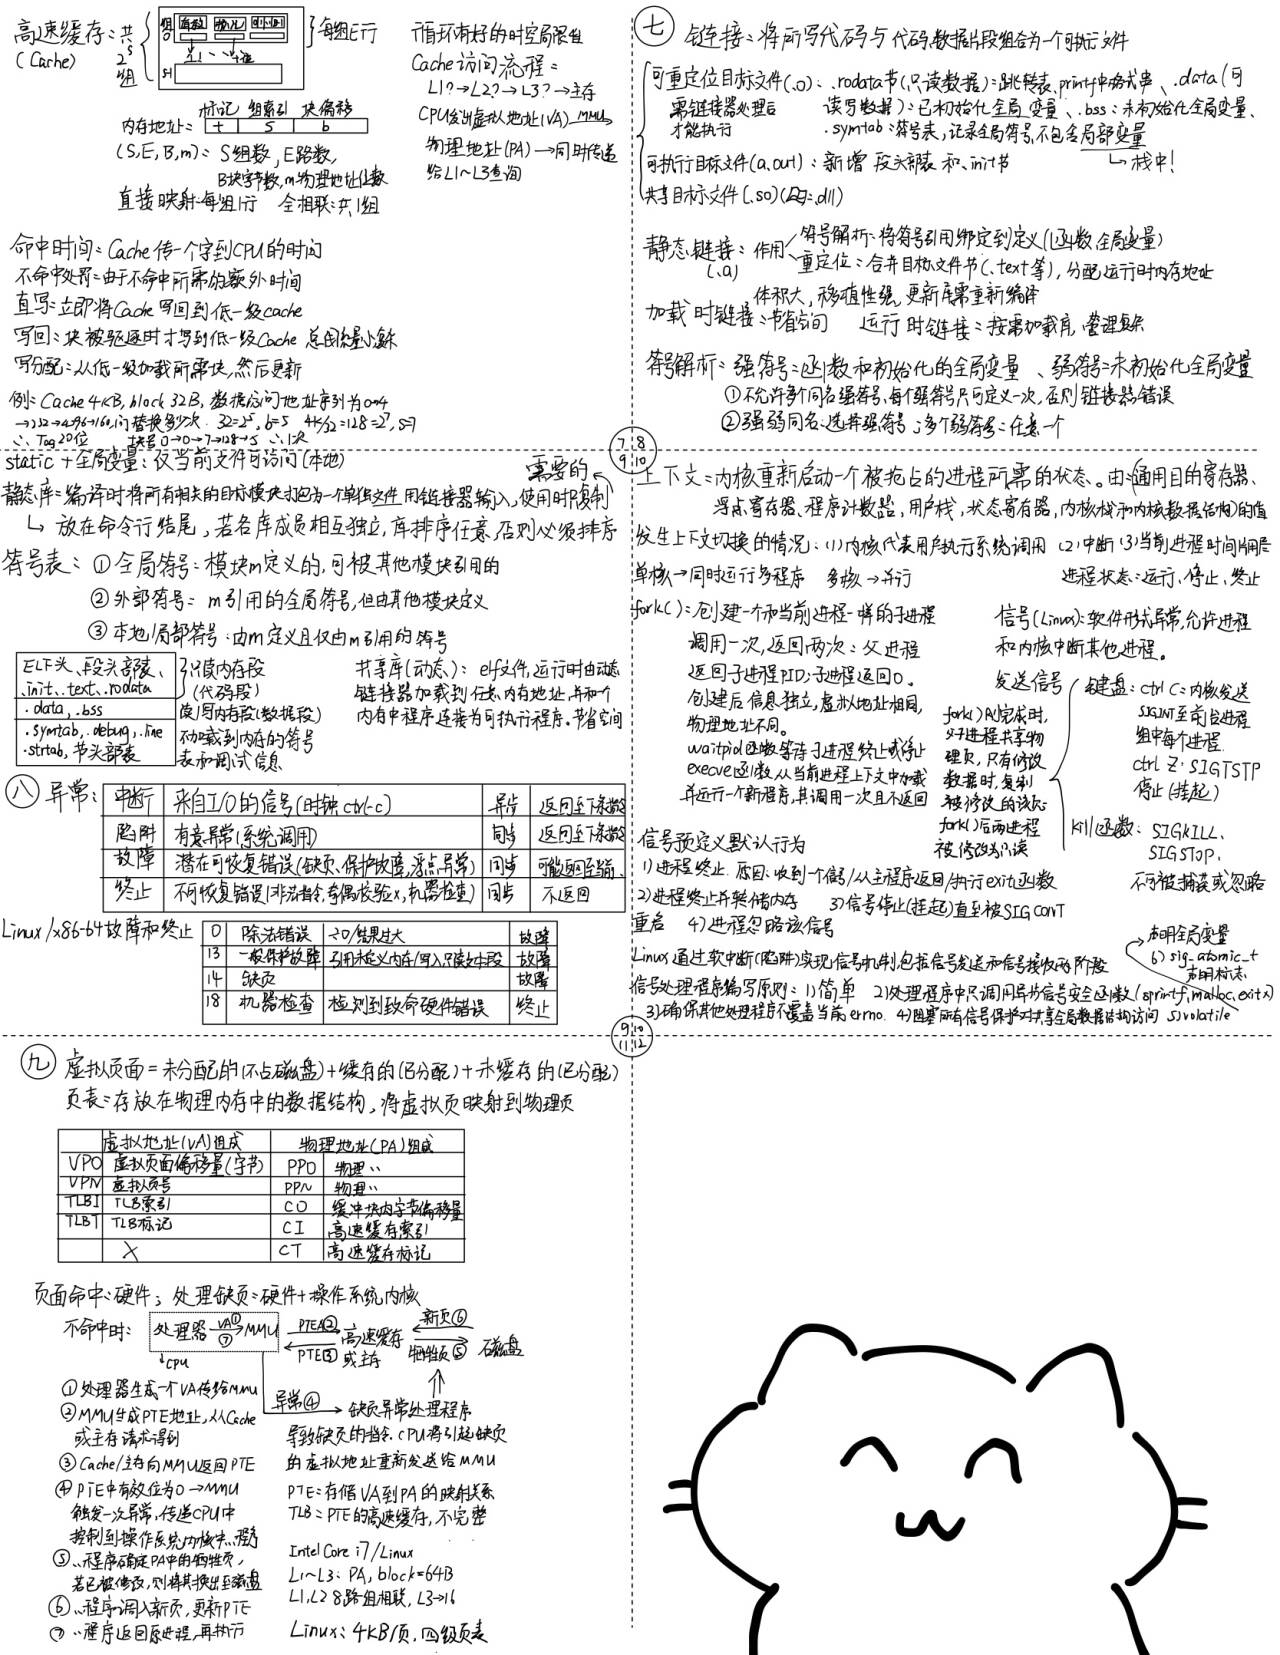 高速缓存：共2^s组
(Cache)
组0 有效 标记 B(block)
1位 t位
S-1
}每组E行
标记 组索引 块偏移
内存地址： t s b
(S,E,B,m)：S组数，E路数，
B块字节数，m物理地址位数
直接映射：每组1行 全相联：共1组
循环有好的时空局限性
Cache访问流程：
L1?→L2?→L3?→主存
CPU发出虚拟地址(VA) MMU→
物理地址(PA)→同时传送
给L1~L3查询
命中时间：Cache传一个字到CPU的时间
不命中处罚：由于不命中所需的额外时间
直写：立即将Cache写回到低一级cache
写回：块被驱逐时才写到低一级Cache 总流量小
写分配：从低一级加载所需块，然后更新
例：Cache 4KB, block 32B, 数据访问地址序列为0→4
→232→4096→160，问替换多少次． 32=2^5, b=5 4K/32=128=2^7, s=7
∴ Tag 20位 块号0→0→7→128→5 ∴1次
七 链接：将所写代码与代码数据片段组合为一个可执行文件
可重定位目标文件(.o)：.rodata节(只读数据)：跳转表,printf中格式串、.data(可
需链接器处理后 读写数据)：已初始化全局变量、.bss：未初始化全局变量、
才能执行 .symtab：符号表，记录全局符号，不包含局部变量
↳栈中！
可执行目标文件(a.out)：新增段头部表和.init节
共享目标文件(.so)(.dll)
静态链接：作用 符号解析：将符号引用绑定到定义(函数,全局变量)
(.a) 重定位：合并目标文件节(.text等)，分配运行时内存地址
体积大，移植性强，更新库需重新编译
加载时链接：节省空间 运行时链接：按需加载库，管理复杂
符号解析：强符号：函数和初始化的全局变量、弱符号：未初始化全局变量
①不允许多个同名强符号，每个强符号只可定义一次，否则链接器错误
②强弱同名：选择强符号；多个弱符号：任意一个
7 8
9 10
static+全局变量：仅当前文件可访问(本地)
需要的
静态库：编译时将所有相关的目标模块打包为一个单独文件用链接器输入，使用时只复制
↳放在命令行结尾，若各库成员相互独立，库排序任意，否则必须排序
符号表：①全局符号：模块m定义的，可被其他模块引用的
②外部符号：m引用的全局符号，但由其他模块定义
③本地/局部符号：由m定义且仅由m引用的符号
ELF头、段头部表、
.init、.text、.rodata
.data, .bss
.symtab, .debug, .line
.strtab, 节头部表
}只读内存段
(代码段)
读/写内存段(数据段)
不加载到内存的符号
表和调试信息
共享库(动态)：elf文件，运行时由动态
链接器加载到任意内存地址，并和一个
内存中程序连接为可执行程序。节省空间
八 异常：
中断 来自I/O的信号(时钟ctrl-c) 异步 返回至下条指令
陷阱 有意异常(系统调用) 同步 返回至下条指令
故障 潜在可恢复错误(缺页、保护故障,浮点异常) 同步 可能返回至当前.
终止 不可恢复错误(非法指令,奇偶校验x,机器检查) 同步 不返回
Linux/x86-64故障和终止
0 除法错误 ÷0/结果过大 故障
13 一般保护故障 引用未定义内存/写入只读文本段 故障
14 缺页 故障
18 机器检查 检测到致命硬件错误 终止
上下文：内核重新启动一个被抢占的进程所需的状态。由：通用目的寄存器、
浮点寄存器、程序计数器，用户栈，状态寄存器，内核栈和内核数据结构的值
发生上下文切换的情况：(1)内核代表用户执行系统调用 (2)中断 (3)当前进程时间片用尽
单核→同时运行多程序 多核→并行 进程状态：运行、停止、终止
fork()：创建一个和当前进程一样的子进程
调用一次，返回两次：父进程
返回子进程PID；子进程返回0。
创建后信息独立，虚拟地址相同，
物理地址不同。
waitpid函数等待子进程终止或停止
execve函数从当前进程上下文中加载
并运行一个新程序，其调用一次且不返回
fork()刚完成时，
父子进程共享物
理页，只有修改
数据时，复制
被修改的该页
fork()后两进程
被修改为只读
信号(Linux)：软件形式异常，允许进程
和内核中断其他进程。
发送信号
键盘：ctrl C：内核发送
SIGINT至前台进程
组中每个进程
ctrl Z：SIGTSTP
停止(挂起)
Kill函数：SIGKILL、
SIGSTOP，
不可被捕获或忽略
信号预定义默认行为
1)进程终止．原因：收到一个信号/从主程序返回/执行exit函数
2)进程终止并转储内存 3)信号停止(挂起)直至被SIGCONT
重启 4)进程忽略该信号
Linux通过软中断(陷阱)实现信号机制,包括信号发送和信号接收两阶段
声明全局变量
6) sig_atomic_t
声明标志
信号处理程序编写原则：1)简单 2)处理程序中只调用异步信号安全函数(sprintf,malloc,exit x)
3)确保其他处理程序不覆盖当前errno. 4)阻塞所有信号保护对共享全局数据结构访问 5)volatile
9 10
11 12
九 虚拟页面=未分配的(不占磁盘)+缓存的(已分配)+未缓存的(已分配)
页表：存放在物理内存中的数据结构，将虚拟页映射到物理页
虚拟地址(VA)组成 物理地址(PA)组成
VPO 虚拟页面偏移量(字节) PPO 物理〃
VPN 虚拟页号 PPN 物理〃
TLBI TLB索引 CO 缓冲块内字节偏移量
TLBT TLB标记 CI 高速缓存索引
X CT 高速缓存标记
页面命中：硬件；处理缺页：硬件+操作系统内核
不命中时： 处理器 VA① ⑦ MMU PTEA② PTE③ 高速缓存或主存 新页⑥ 牺牲页⑤ 磁盘
↓CPU
异常④ 缺页异常处理程序
导致缺页的指令．CPU将引起缺页
的虚拟地址重新发送给MMU
①处理器生成一个VA传给MMU
②MMU生成PTE地址，从Cache
或主存请求得到
③Cache/主存向MMU返回PTE
④PTE中有效位为0→MMU
触发一次异常，传递CPU中
控制到操作系统内核中〃程序
⑤〃程序确定PA中的牺牲页，
若已被修改，则将其换出至磁盘
⑥〃程序调入新页，更新PTE
⑦〃程序返回原进程，再执行
PTE：存储VA到PA的映射关系
TLB：PTE的高速缓存，不完整
Intel Core i7/Linux
L1~L3：PA, block=64B
L1,L2 8路组相联，L3→16
Linux：4KB/页，四级页表